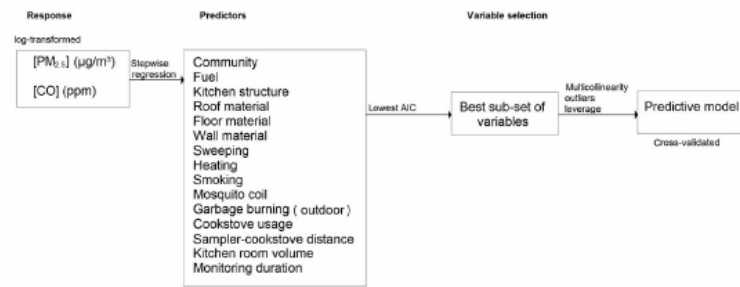 Response
Predictors
Variable selection
log-transformed
[PM2.5] (µg/m³)
[CO] (ppm)
Stepwise
regression
Community
Fuel
Kitchen structure
Roof material
Floor material
Wall material
Sweeping
Heating
Smoking
Mosquito coil
Garbage burning ( outdoor )
Cookstove usage
Sampler-cookstove distance
Kitchen room volume
Monitoring duration
Lowest AIC
Best sub-set of
variables
Multicollinearity
outliers
leverage
Predictive model
Cross-validated